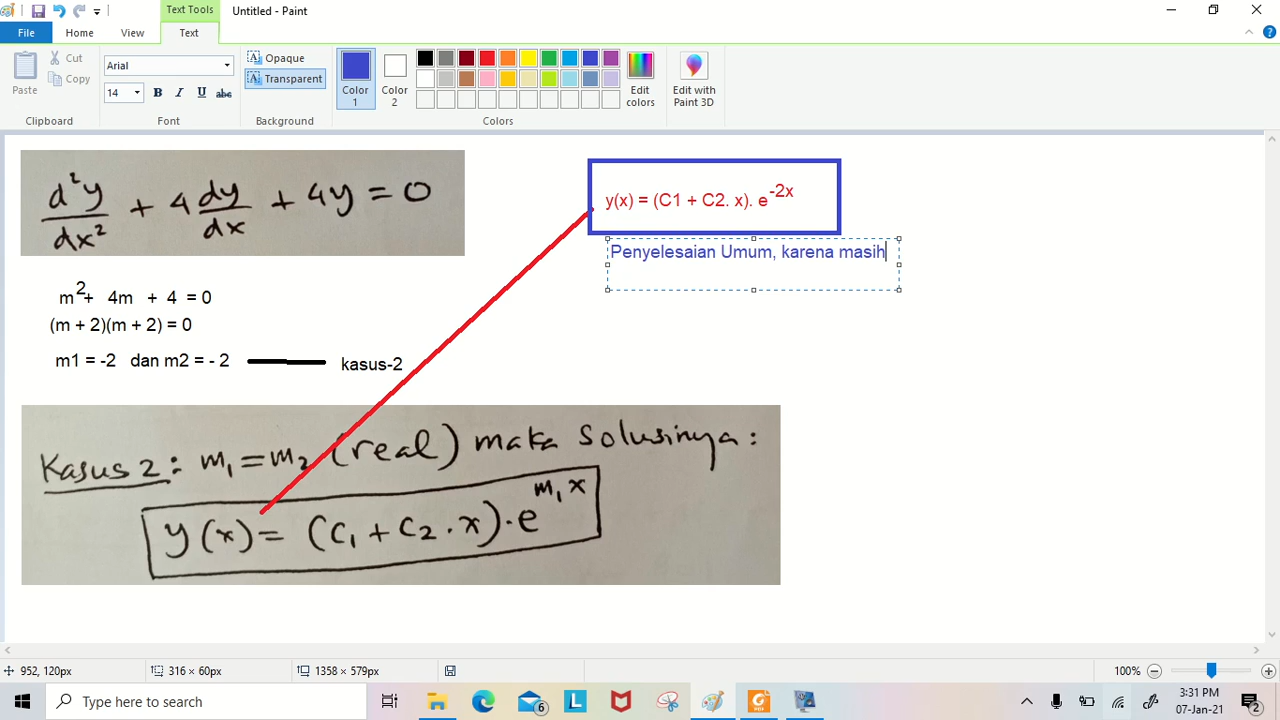 Untitled - Paint
Text Tools
File
Home
View
Text
Paste
Cut
Copy
Clipboard
Arial
14
B I U abc
Font
Opaque
Transparent
Background
Color 1
Color 2
Edit colors
Colors
Edit with Paint 3D
d²y/dx² + 4 dy/dx + 4y = 0
m²+ 4m + 4 = 0
(m + 2)(m + 2) = 0
m1 = -2 dan m2 = - 2
kasus-2
y(x) = (C1 + C2. x). e^-2x
Penyelesaian Umum, karena masih
Kasus 2: m₁ = m₂ (real) maka solusinya:
y(x) = (c₁ + c₂ . x) . e^m₁x
952, 120px
316 × 60px
1358 × 579px
100%
Type here to search
6
L
PDF
3:31 PM
07-Jan-21
2